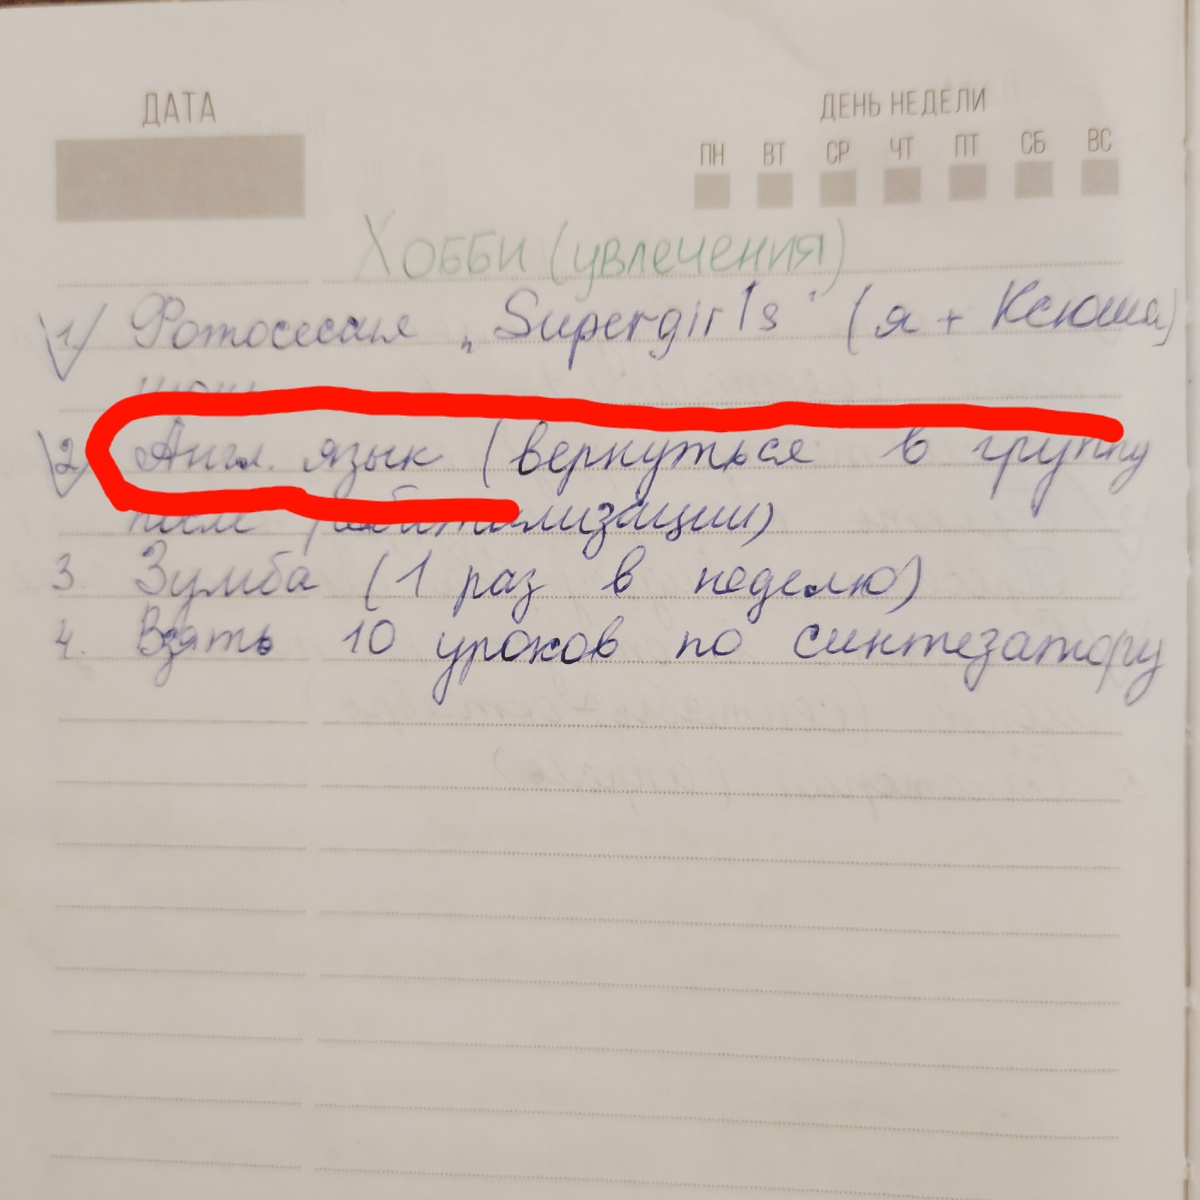 ДАТА
ДЕНЬ НЕДЕЛИ
ПН ВТ СР ЧТ ПТ СБ ВС
Хобби (увлечения)
1) Фотосессия „Supergirls" (я + Ксюша)
2) Англ. язык (вернуться в группу
после
3. Зумба (1 раз в неделю)
4. Взять 10 уроков по синтезатору